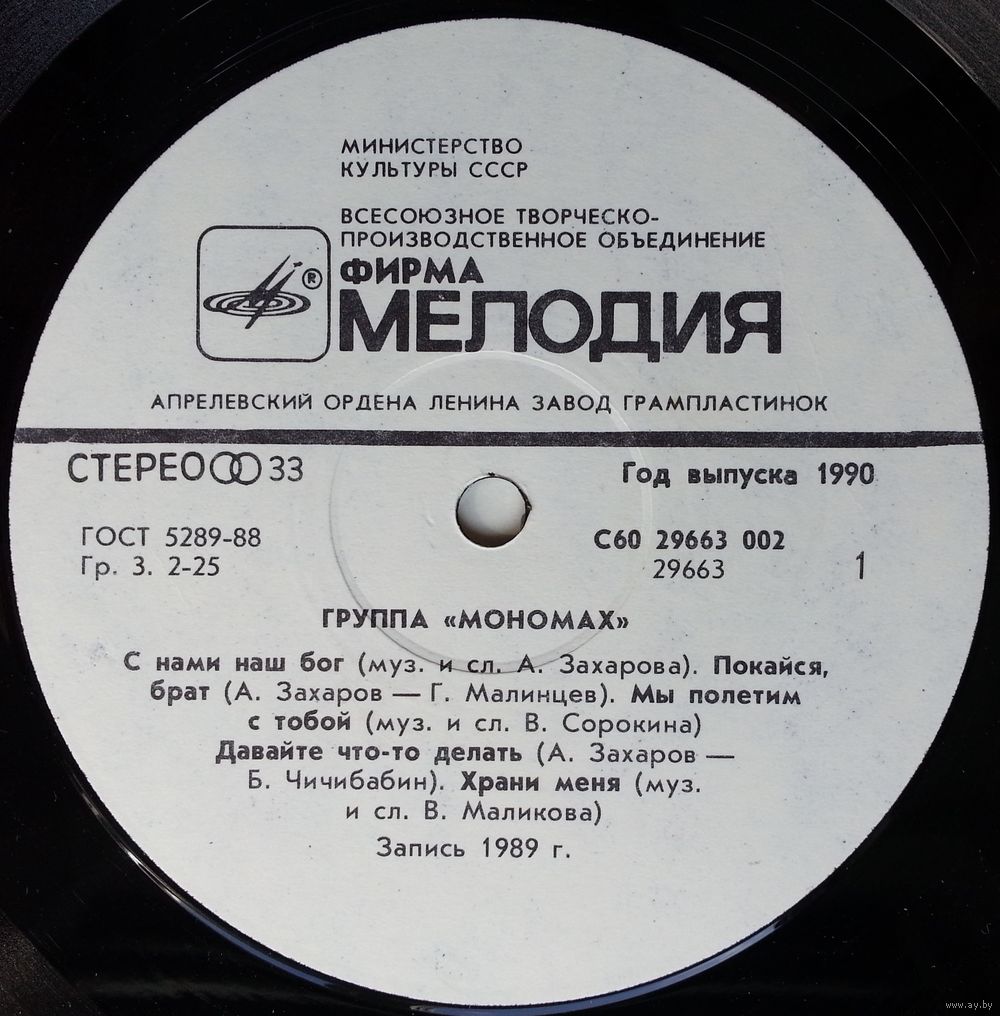 МИНИСТЕРСТВО
КУЛЬТУРЫ СССР
ВСЕСОЮЗНОЕ ТВОРЧЕСКО-
ПРОИЗВОДСТВЕННОЕ ОБЪЕДИНЕНИЕ
®
ФИРМА
МЕЛОДИЯ
АПРЕЛЕВСКИЙ ОРДЕНА ЛЕНИНА ЗАВОД ГРАМПЛАСТИНОК
СТЕРЕО 33
Год выпуска 1990
ГОСТ 5289-88
Гр. 3. 2-25
С60 29663 002
29663
1
ГРУППА «МОНОМАХ»
С нами наш бог (муз. и сл. А. Захарова). Покайся,
брат (А. Захаров — Г. Малинцев). Мы полетим
с тобой (муз. и сл. В. Сорокина)
Давайте что-то делать (А. Захаров —
Б. Чичибабин). Храни меня (муз.
и сл. В. Маликова)
Запись 1989 г.
www.ay.by